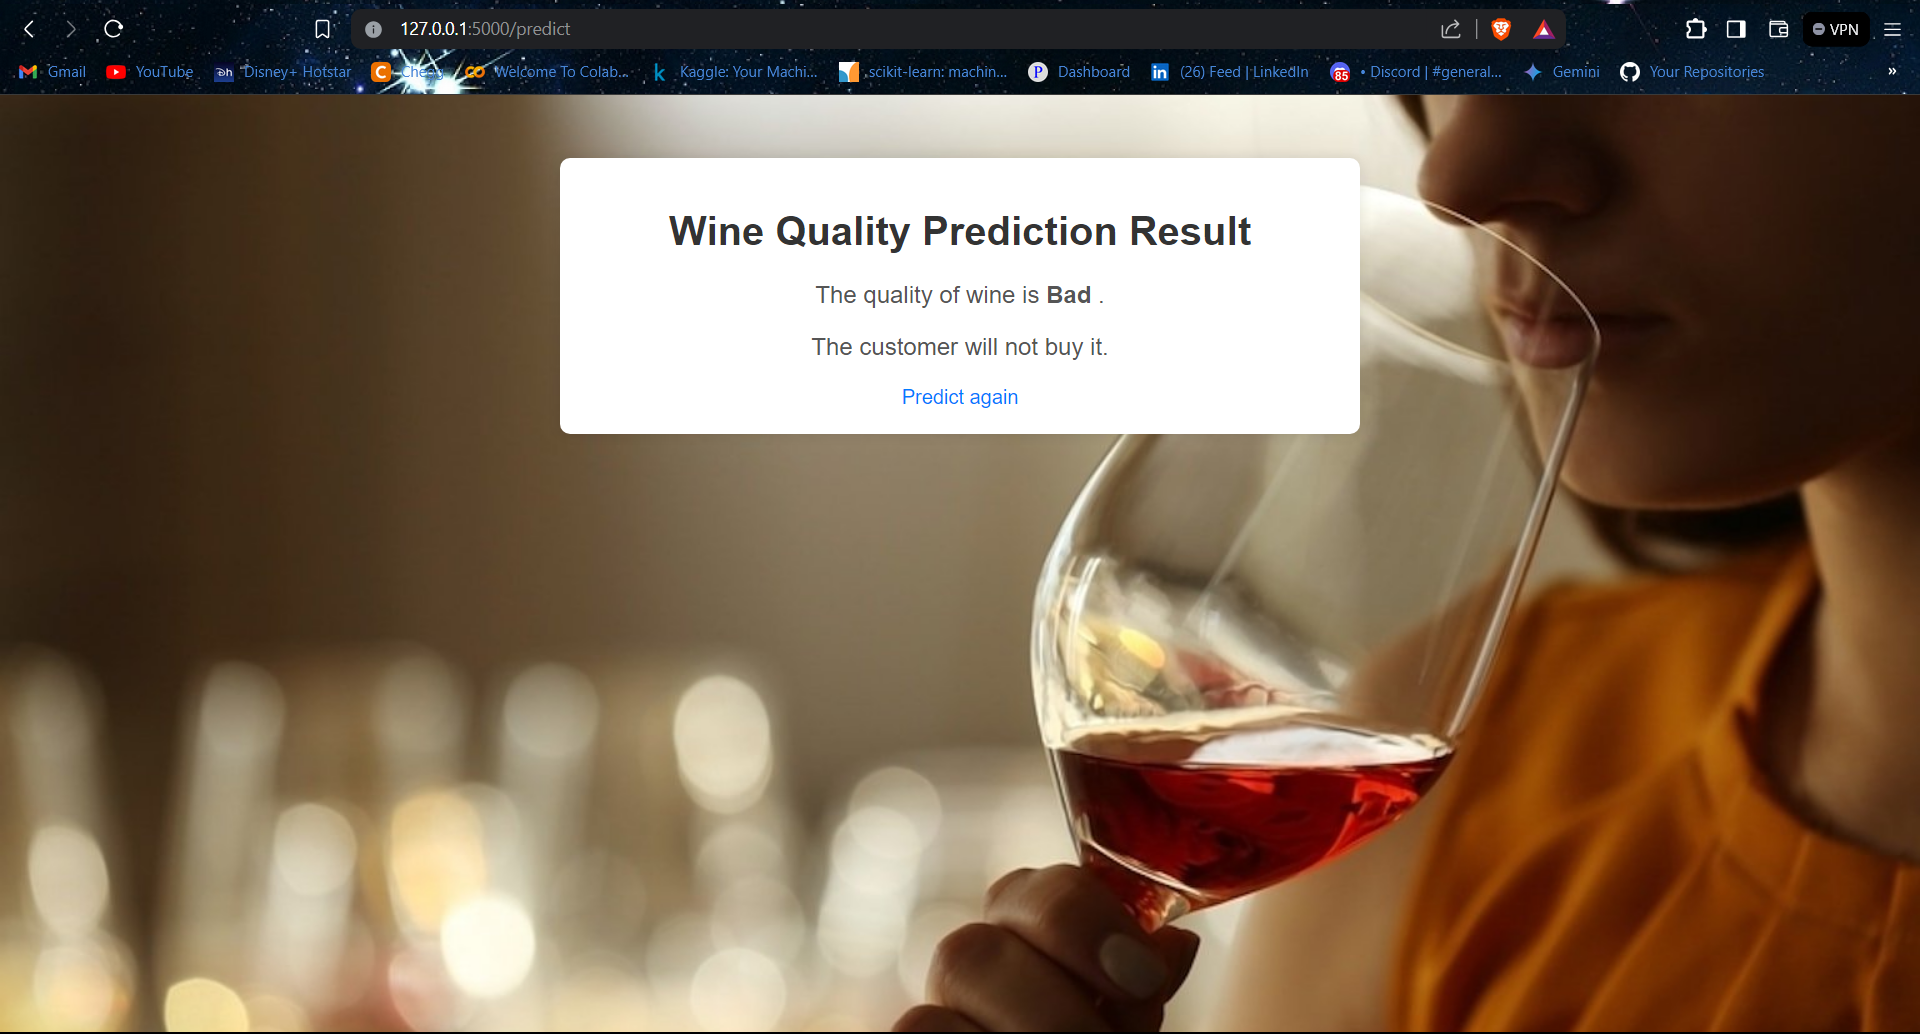 127.0.0.1:5000/predict
VPN
Gmail YouTube Disney+ Hotstar Chegg Welcome To Colab... Kaggle: Your Machi... scikit-learn: machin... Dashboard (26) Feed | LinkedIn 85 • Discord | #general... Gemini Your Repositories »
Wine Quality Prediction Result
The quality of wine is Bad .
The customer will not buy it.
Predict again